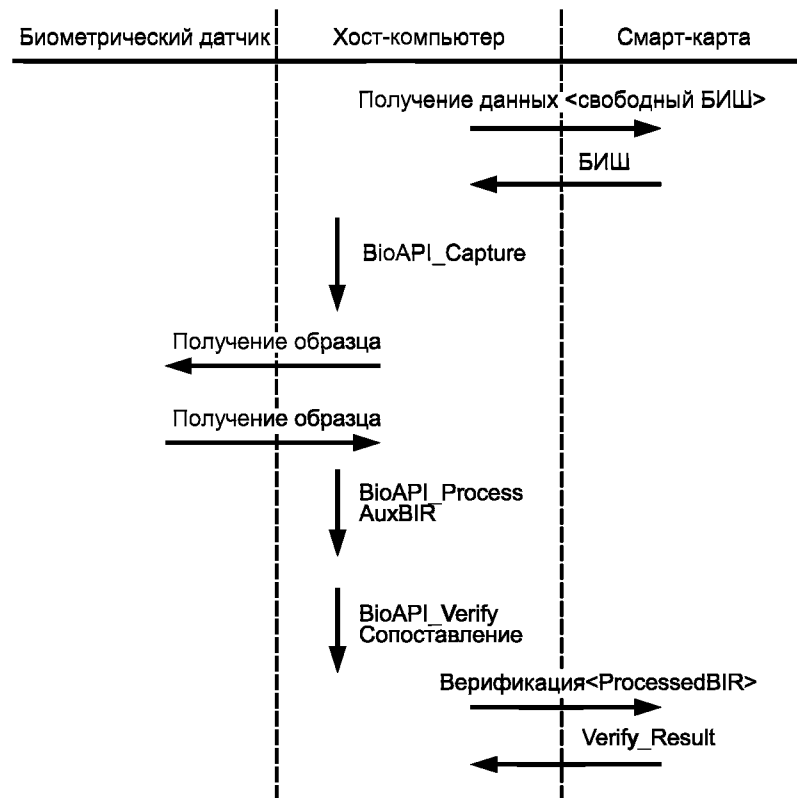 Биометрический датчик Хост-компьютер Смарт-карта
Получение данных <свободный БИШ>
БИШ
BioAPI_Capture
Получение образца
Получение образца
BioAPI_Process
AuxBIR
BioAPI_Verify
Сопоставление
Верификация<ProcessedBIR>
Verify_Result